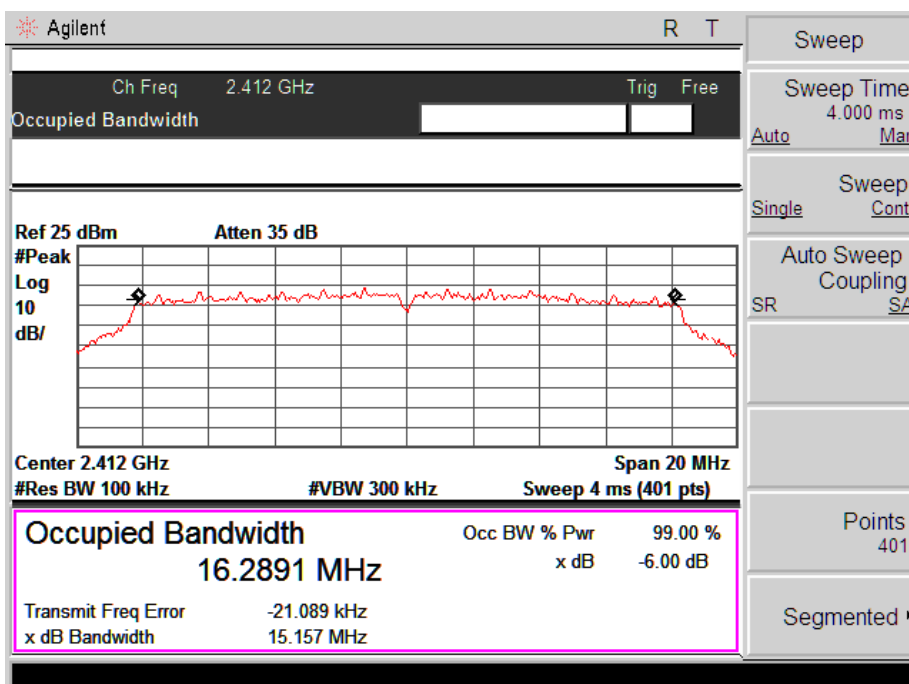 Agilent R T
Ch Freq 2.412 GHz Trig Free
Occupied Bandwidth
Ref 25 dBm Atten 35 dB
#Peak
Log
10
dB/
Center 2.412 GHz Span 20 MHz
#Res BW 100 kHz #VBW 300 kHz Sweep 4 ms (401 pts)
Occupied Bandwidth
16.2891 MHz
Occ BW % Pwr 99.00 %
x dB -6.00 dB
Transmit Freq Error -21.089 kHz
x dB Bandwidth 15.157 MHz
Sweep
Sweep Time
4.000 ms
Auto Man
Sweep
Single Cont
Auto Sweep
Coupling
SR SA
Points
401
Segmented